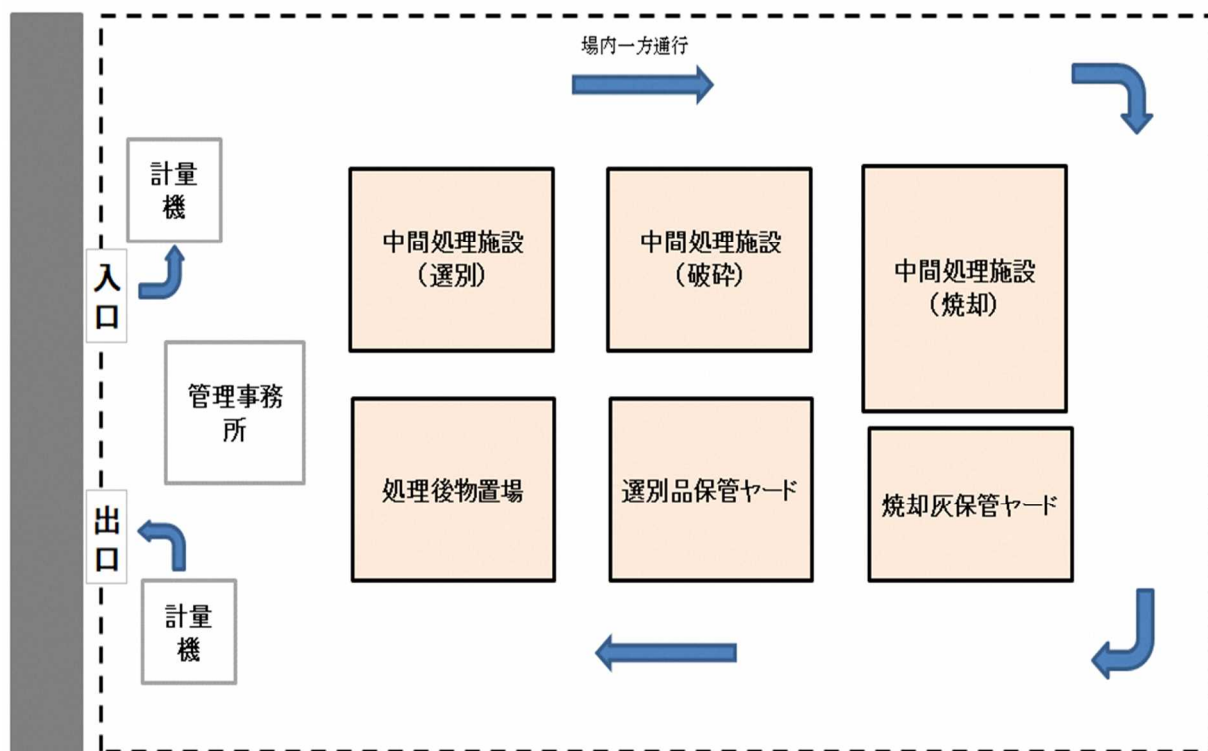 場内一方通行
計量
機
中間処理施設
（選別）
中間処理施設
（破砕）
中間処理施設
（焼却）
入
口
管理事務
所
処理後物置場
選別品保管ヤード
焼却灰保管ヤード
出
口
計量
機